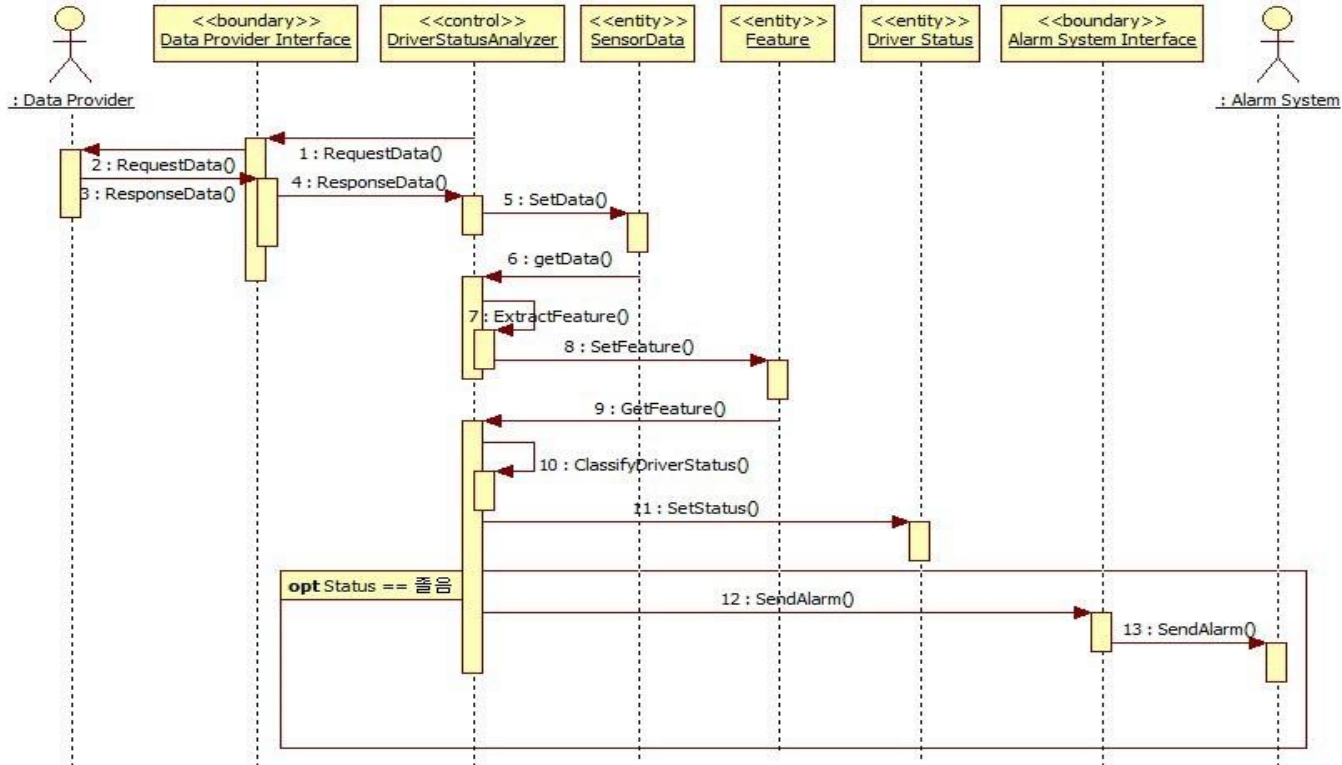 <<boundary>>
Data Provider Interface
<<control>>
DriverStatusAnalyzer
<<entity>>
SensorData
<<entity>>
Feature
<<entity>>
Driver Status
<<boundary>>
Alarm System Interface
: Data Provider
: Alarm System
1 : RequestData()
2 : RequestData()
3 : ResponseData()
4 : ResponseData()
5 : SetData()
6 : getData()
7 : ExtractFeature()
8 : SetFeature()
9 : GetFeature()
10 : ClassifyDriverStatus()
11 : SetStatus()
opt Status == 졸음
12 : SendAlarm()
13 : SendAlarm()